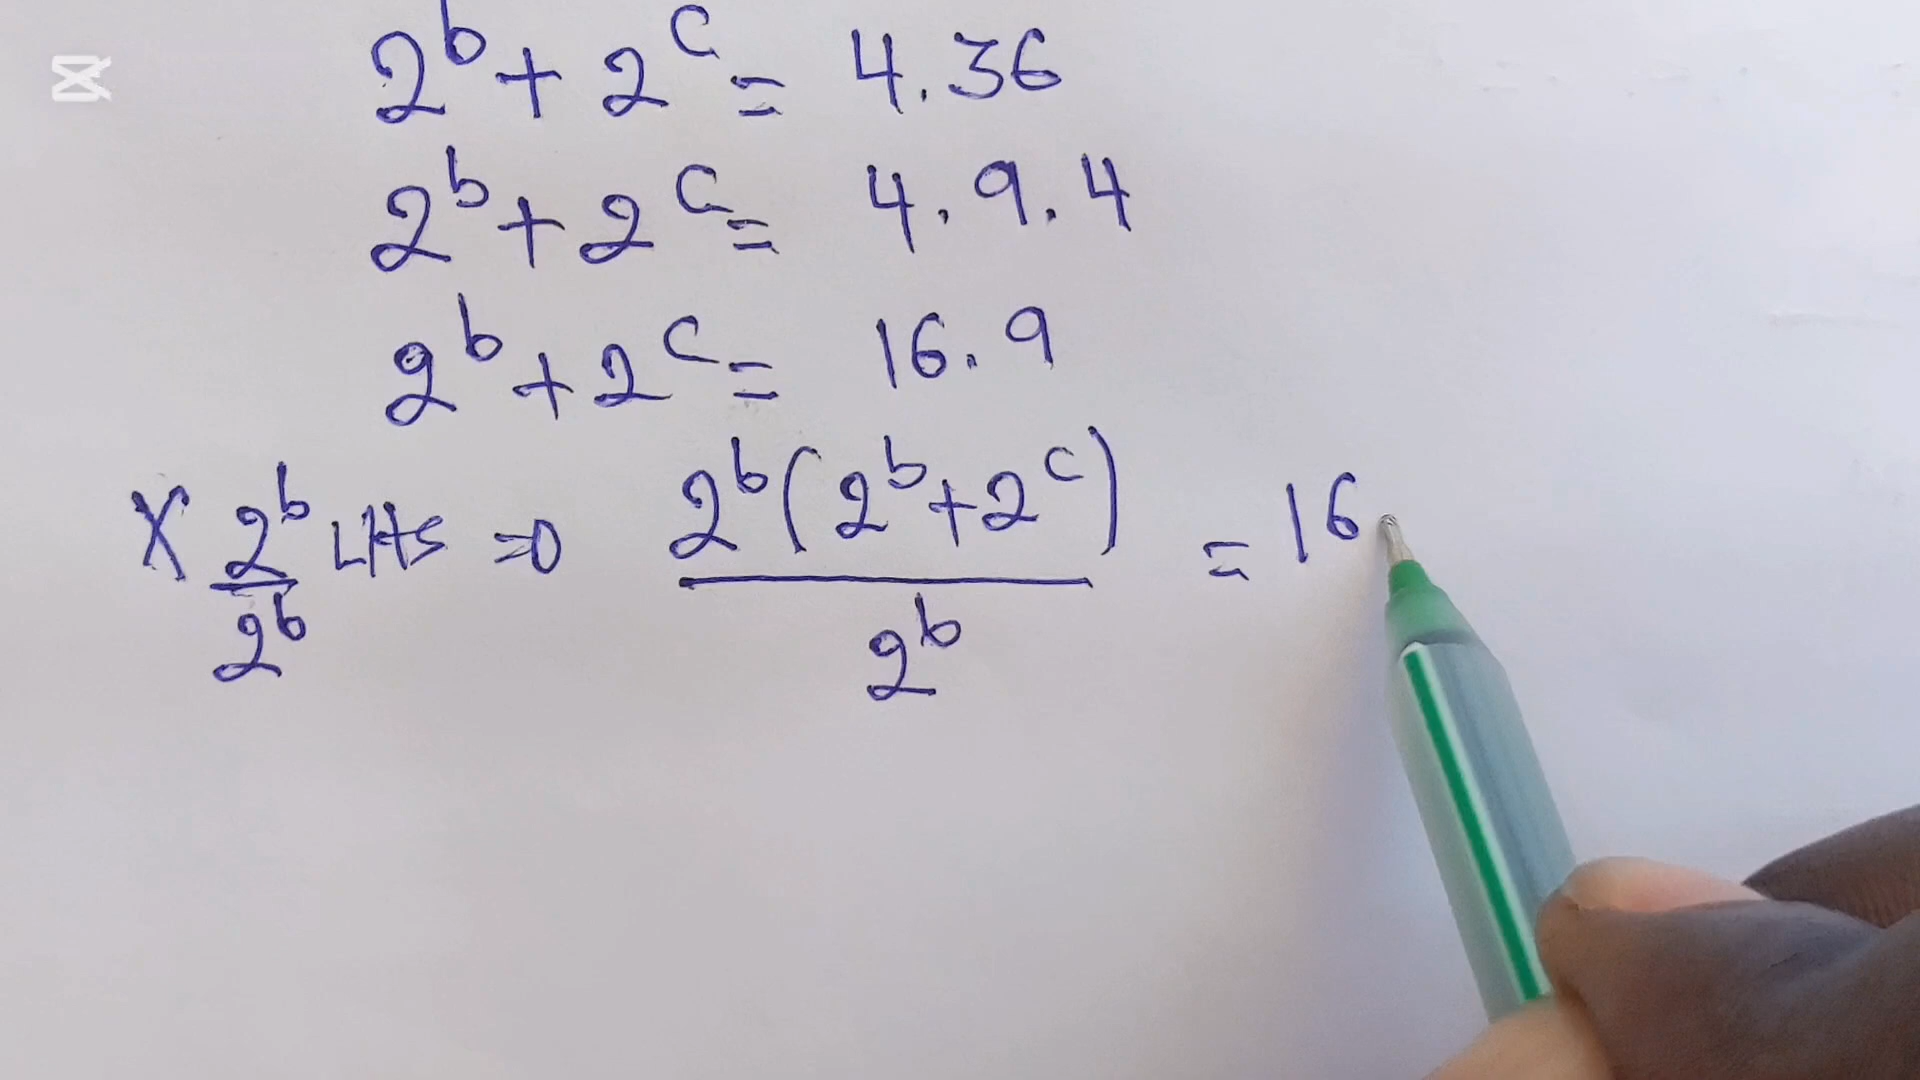 2^b + 2^c = 4.36
2^b + 2^c = 4.9.4
2^b + 2^c = 16.9
X 2^b/2^b LHS => 2^b(2^b+2^c)/2^b = 16